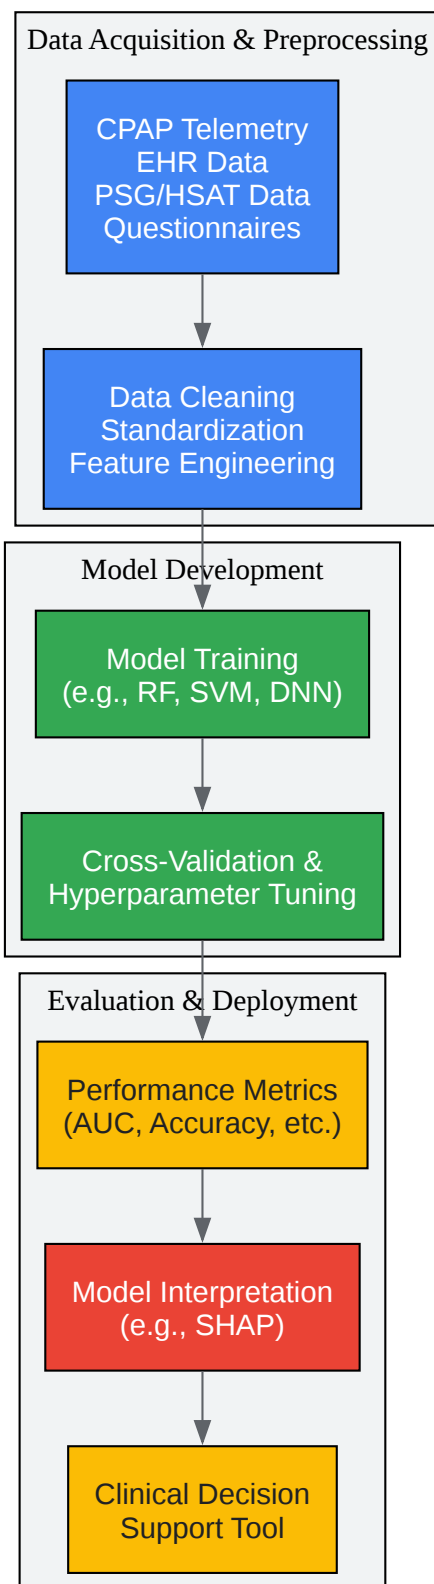 Data Acquisition & Preprocessing
CPAP Telemetry
EHR Data
PSG/HSAT Data
Questionnaires
Data Cleaning
Standardization
Feature Engineering
Model Development
Model Training
(e.g., RF, SVM, DNN)
Cross-Validation &
Hyperparameter Tuning
Evaluation & Deployment
Performance Metrics
(AUC, Accuracy, etc.)
Model Interpretation
(e.g., SHAP)
Clinical Decision
Support Tool